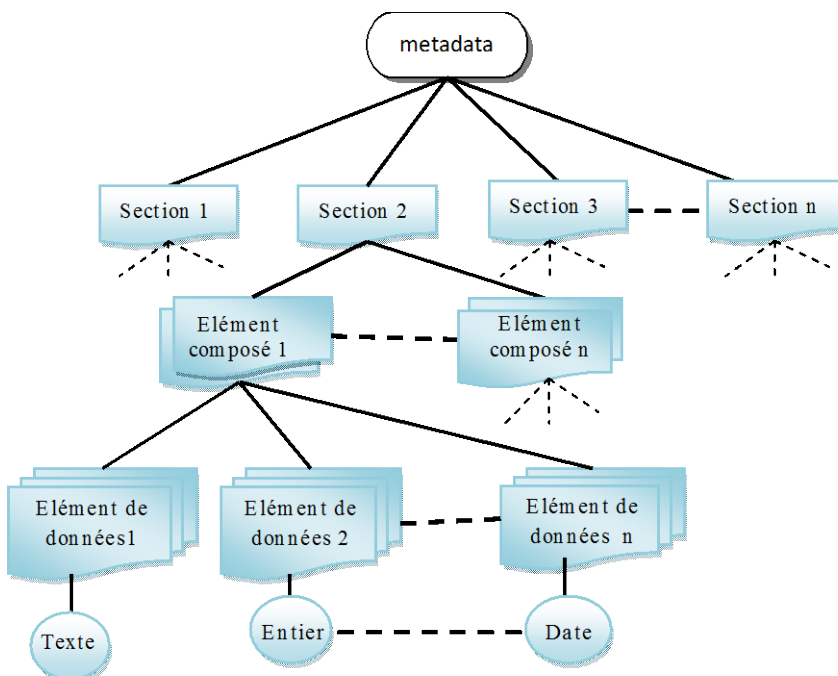 metadata
Section 1
Section 2
Section 3
Section n
Elément
composé 1
Elément
composé n
Elément de
données1
Elément de
données 2
Elément de
données n
Texte
Entier
Date